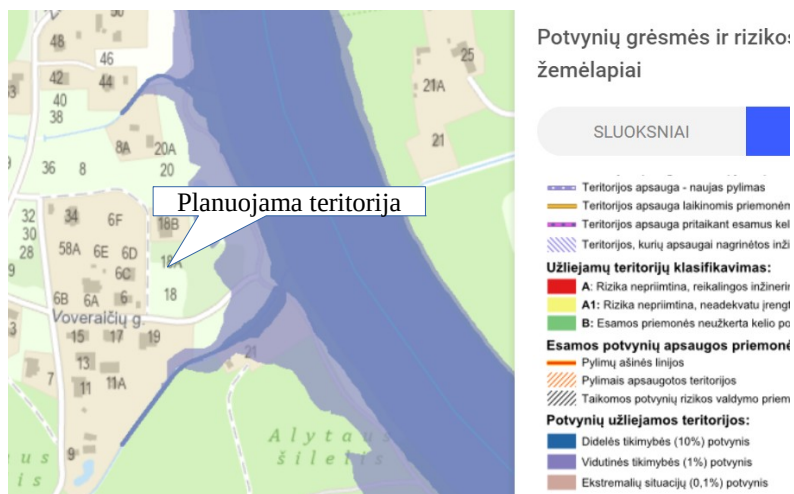 Potvynių grėsmės ir rizikos
žemėlapiai
SLUOKSNIAI
Teritorijos apsauga - naujas pylimas
Teritorijos apsauga laikinomis priemonėm
Teritorijos apsauga pritaikant esamus kel
Teritorijos, kurių apsaugai nagrinėtos inži
Užliejamų teritorijų klasifikavimas:
A: Rizika nepriimtina, reikalingos inžinerin
A1: Rizika nepriimtina, neadekvatu įrengt
B: Esamos priemonės neužkerta kelio po
Esamos potvynių apsaugos priemonė
Pylimų ašinės linijos
Pylimais apsaugotos teritorijos
Taikomos potvynių rizikos valdymo priem
Potvynių užliejamos teritorijos:
Didelės tikimybės (10%) potvynis
Vidutinės tikimybės (1%) potvynis
Ekstremalių situacijų (0,1%) potvynis
48
46
42
44
40
38
25
21A
21
8A
20A
20
36
8
Planuojama teritorija
32
30
28
34
6F
18B
58A
6E
6D
18A
6C
6B
6A
6
18
Voveraičių g.
15
17
19
21
13
7
11
11A
9
Alytaus
šilelis